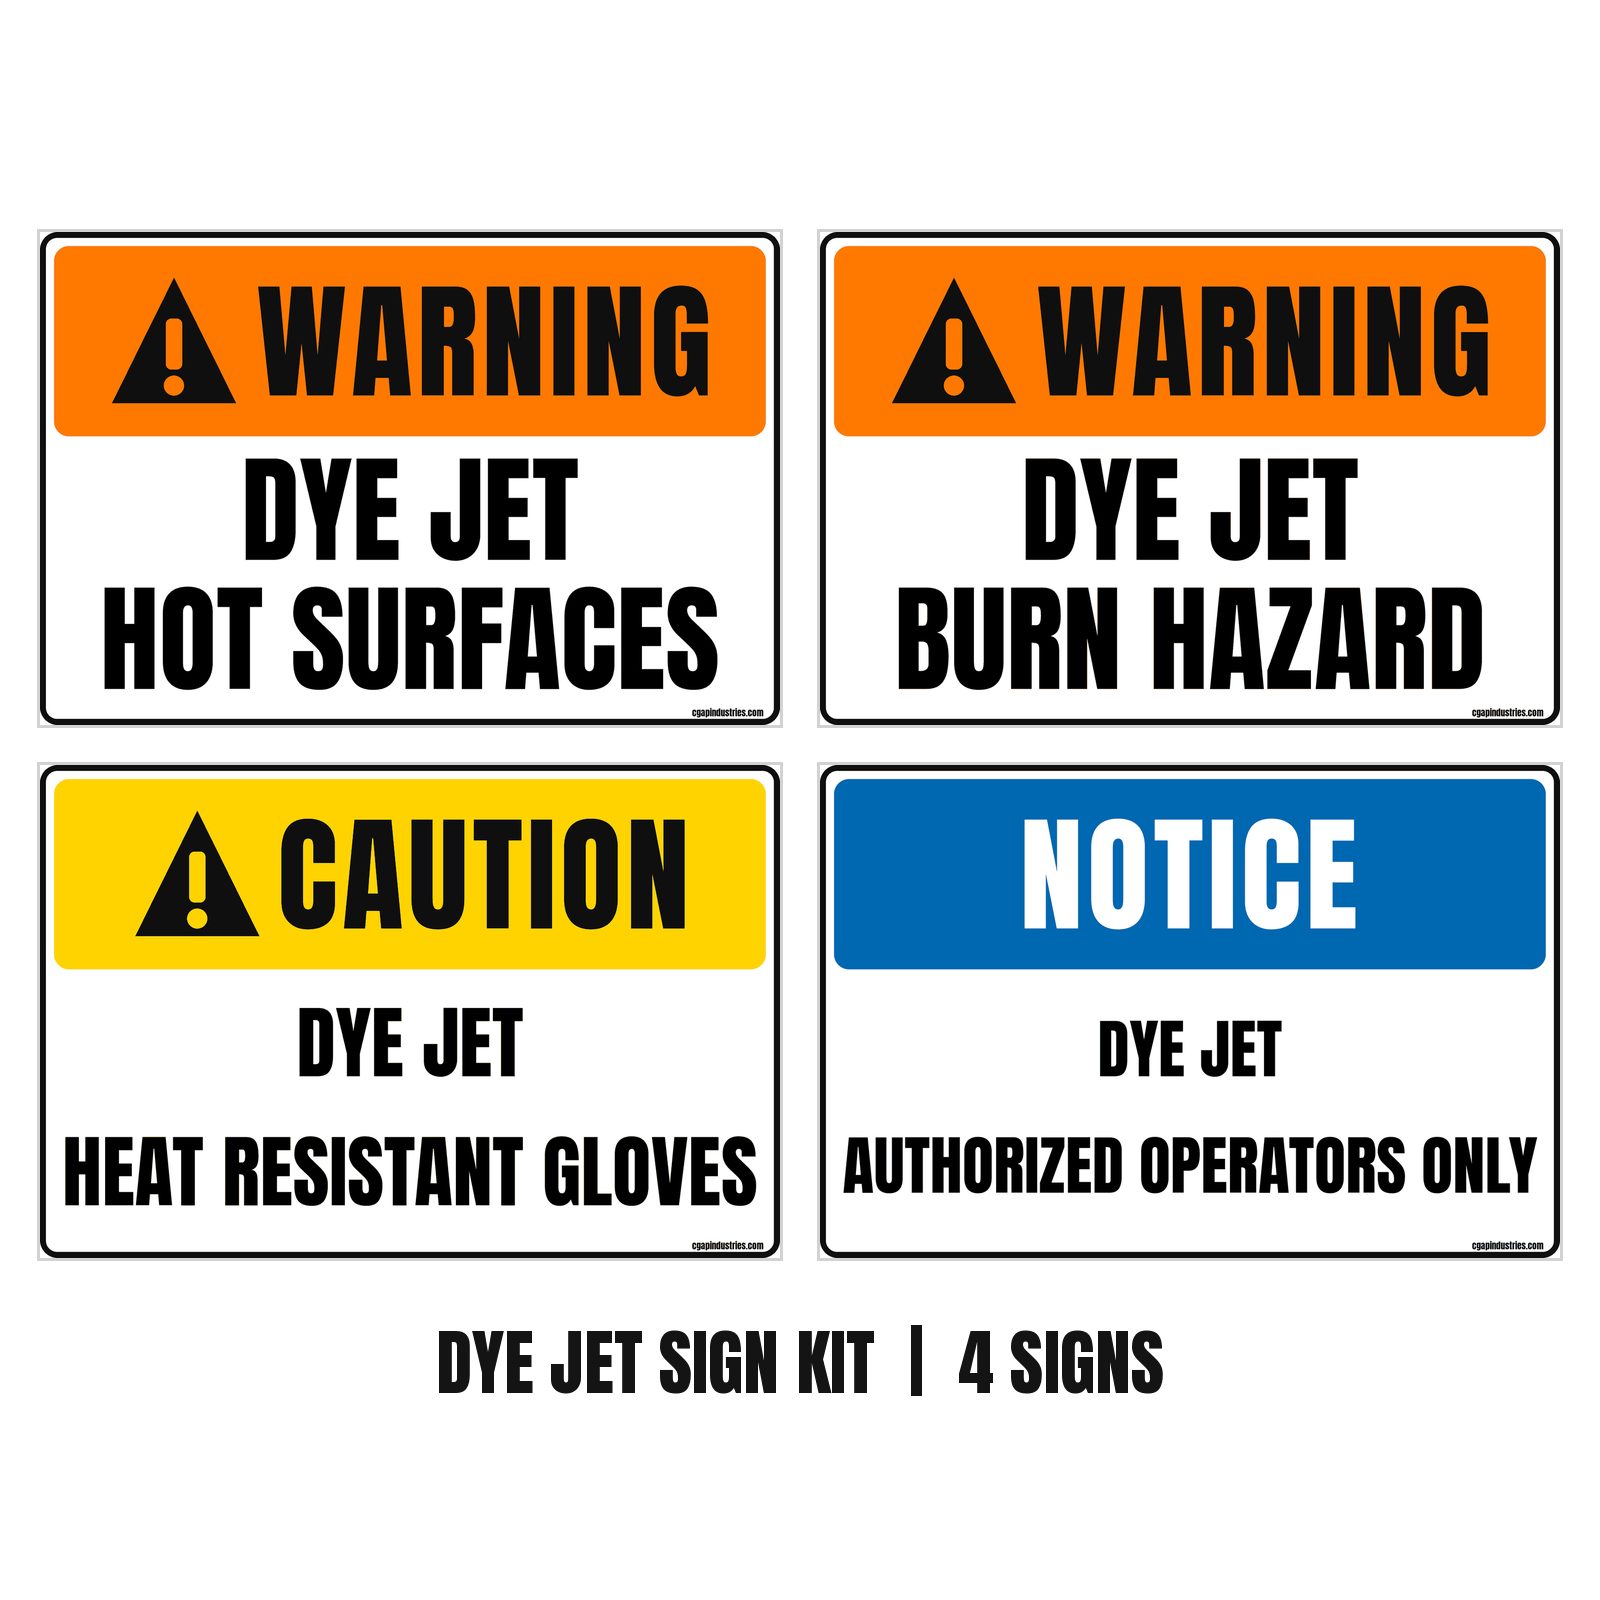 WARNING
DYE JET
HOT SURFACES
cgapindustries.com
WARNING
DYE JET
BURN HAZARD
cgapindustries.com
CAUTION
DYE JET
HEAT RESISTANT GLOVES
cgapindustries.com
NOTICE
DYE JET
AUTHORIZED OPERATORS ONLY
cgapindustries.com
DYE JET SIGN KIT | 4 SIGNS